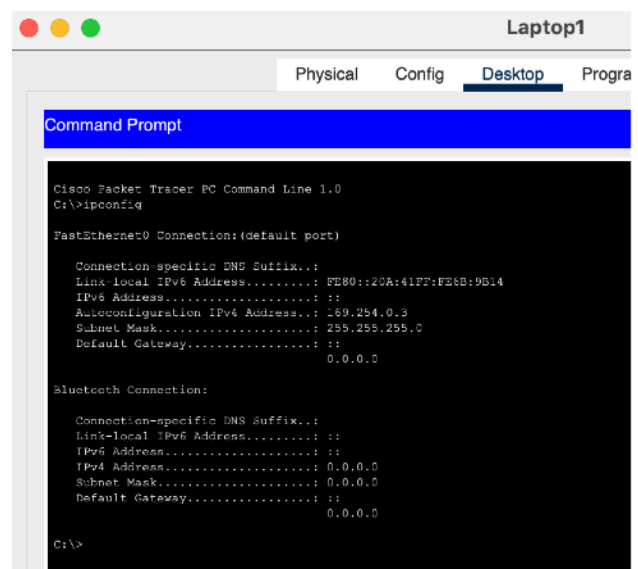 Laptop1
Physical Config Desktop Progra
Command Prompt
Cisco Packet Tracer PC Command Line 1.0
C:\>ipconfig
FastEthernet0 Connection:(default port)
Connection-specific DNS Suffix..:
Link-local IPv6 Address.........: FE80::20A:41FF:FE6B:9B14
IPv6 Address....................: ::
Autoconfiguration IPv4 Address..: 169.254.0.3
Subnet Mask.....................: 255.255.255.0
Default Gateway.................: ::
0.0.0.0
Bluetooth Connection:
Connection-specific DNS Suffix..:
Link-local IPv6 Address.........: ::
IPv6 Address....................: ::
IPv4 Address....................: 0.0.0.0
Subnet Mask.....................: 0.0.0.0
Default Gateway.................: ::
0.0.0.0
C:\>